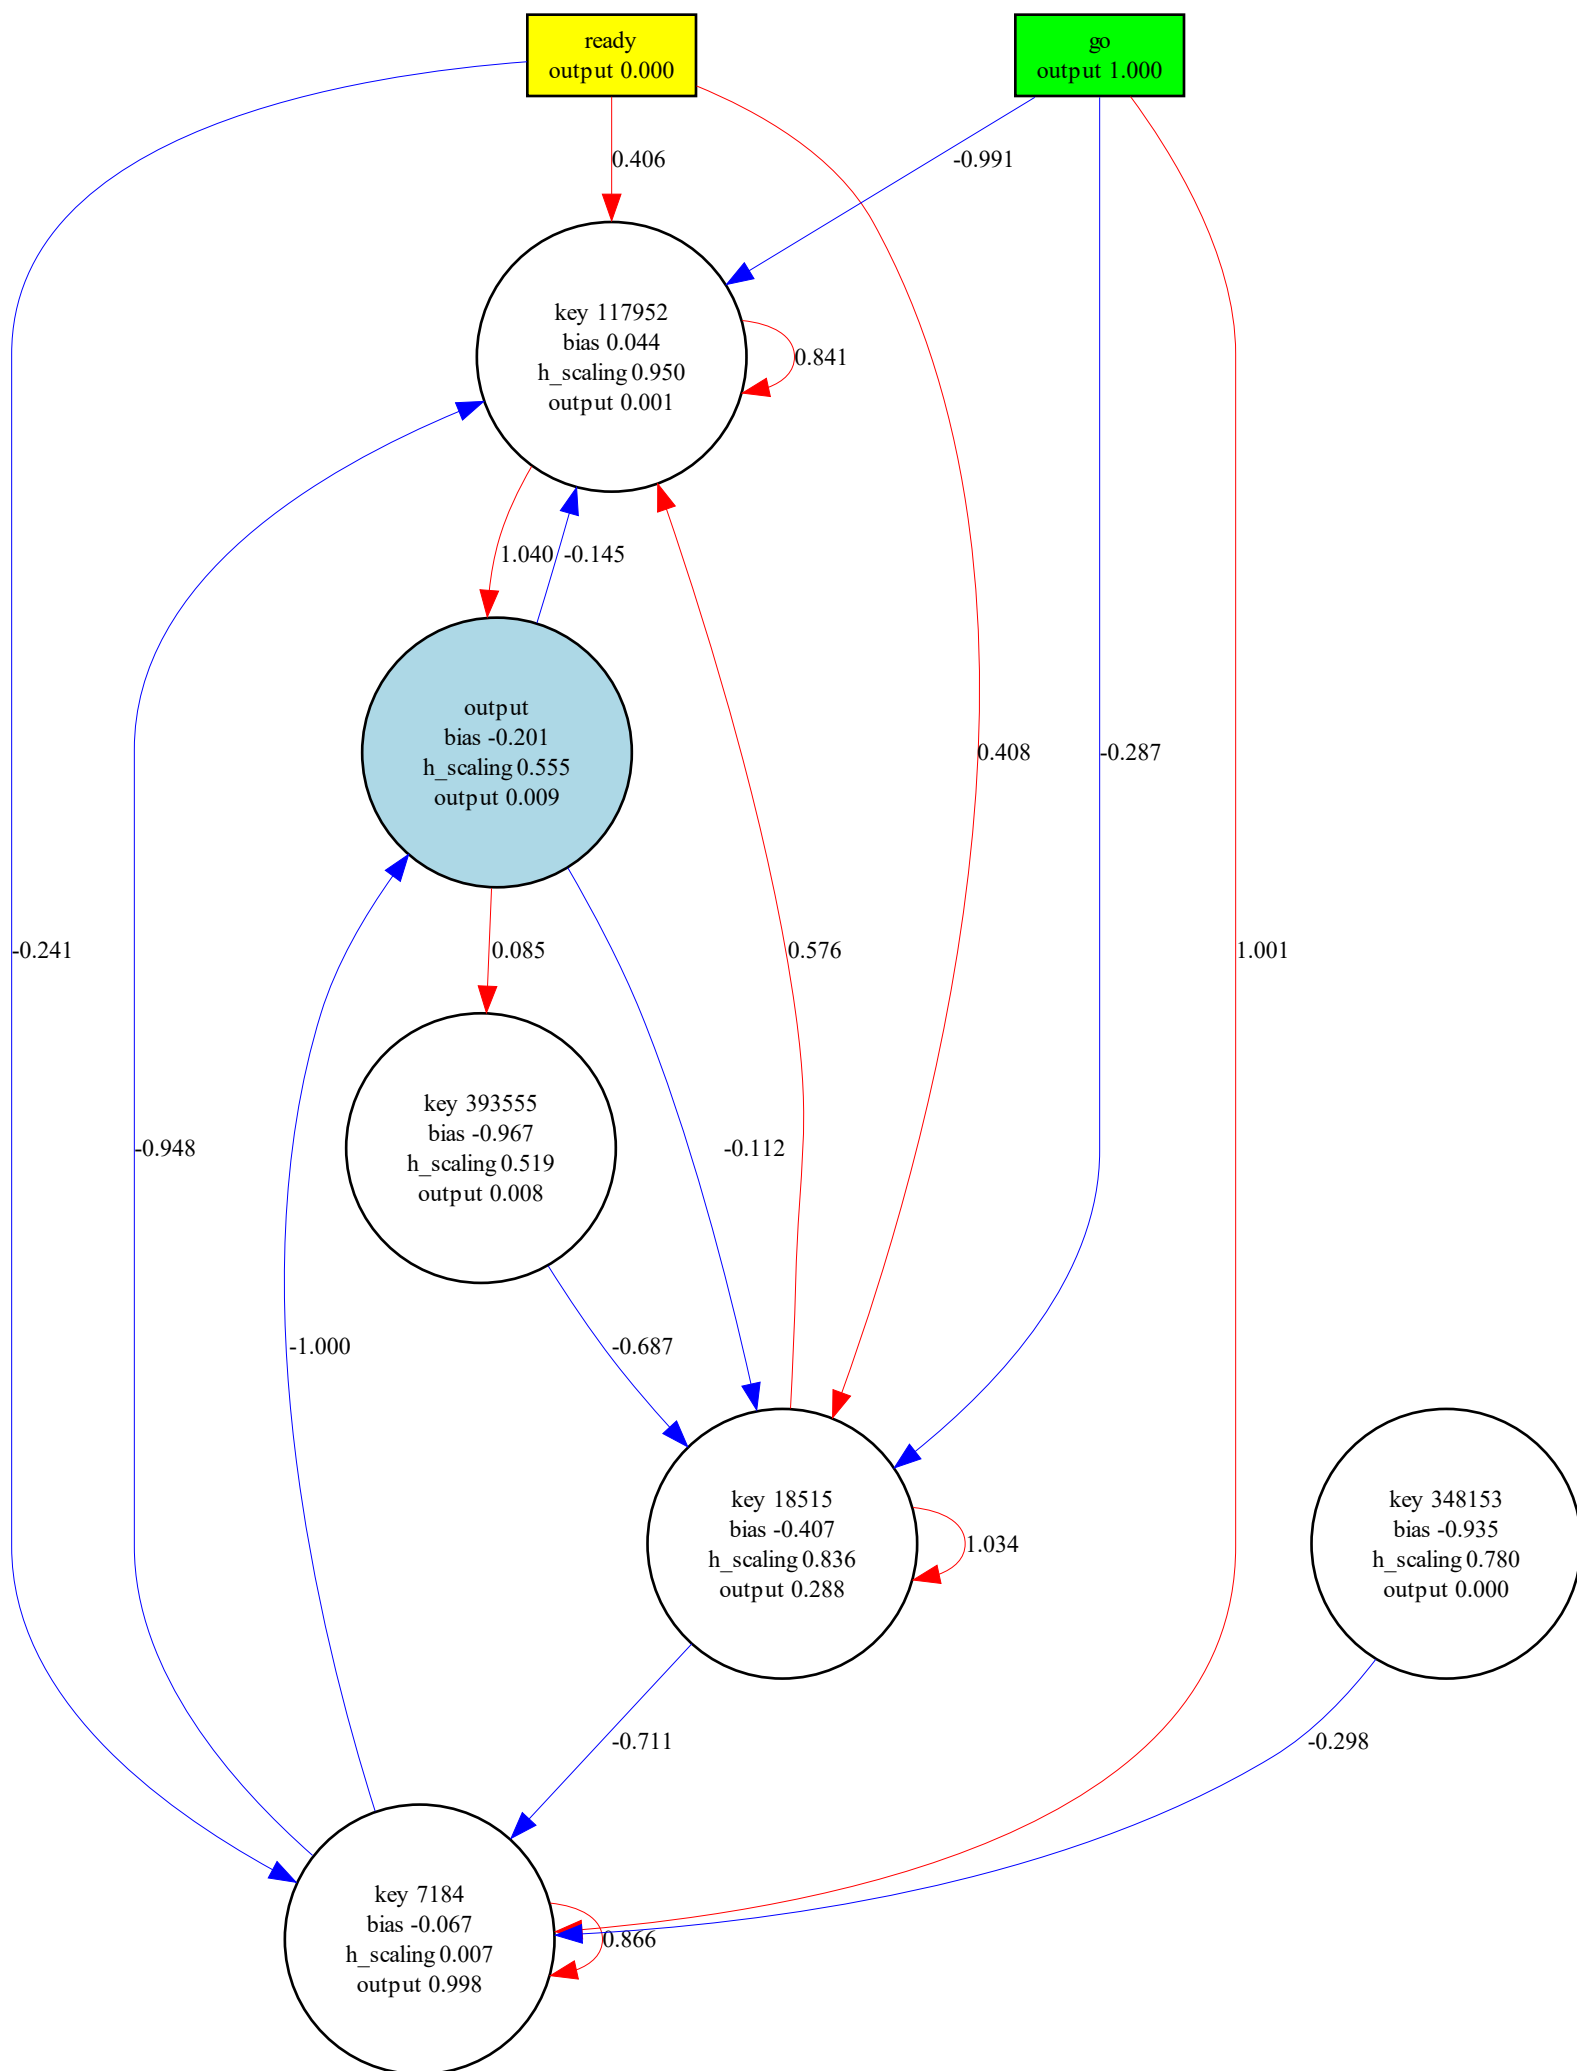 ready
output 0.000
go
output 1.000
0.406
-0.991
key 117952
bias 0.044
h_scaling 0.950
output 0.001
0.841
1.040
-0.145
output
bias -0.201
h_scaling 0.555
output 0.009
0.408
-0.287
-0.241
0.085
0.576
1.001
key 393555
bias -0.967
h_scaling 0.519
output 0.008
-0.948
-0.112
-1.000
-0.687
key 18515
bias -0.407
h_scaling 0.836
output 0.288
1.034
key 348153
bias -0.935
h_scaling 0.780
output 0.000
-0.711
-0.298
key 7184
bias -0.067
h_scaling 0.007
output 0.998
0.866